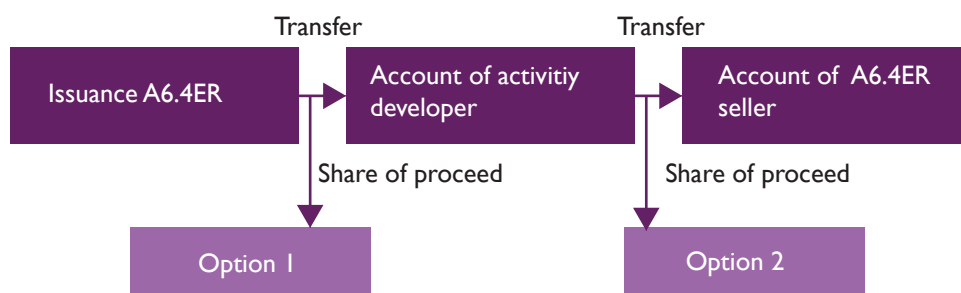 Transfer
Transfer
Issuance A6.4ER
Account of activitiy
developer
Account of A6.4ER
seller
Share of proceed
Share of proceed
Option 1
Option 2